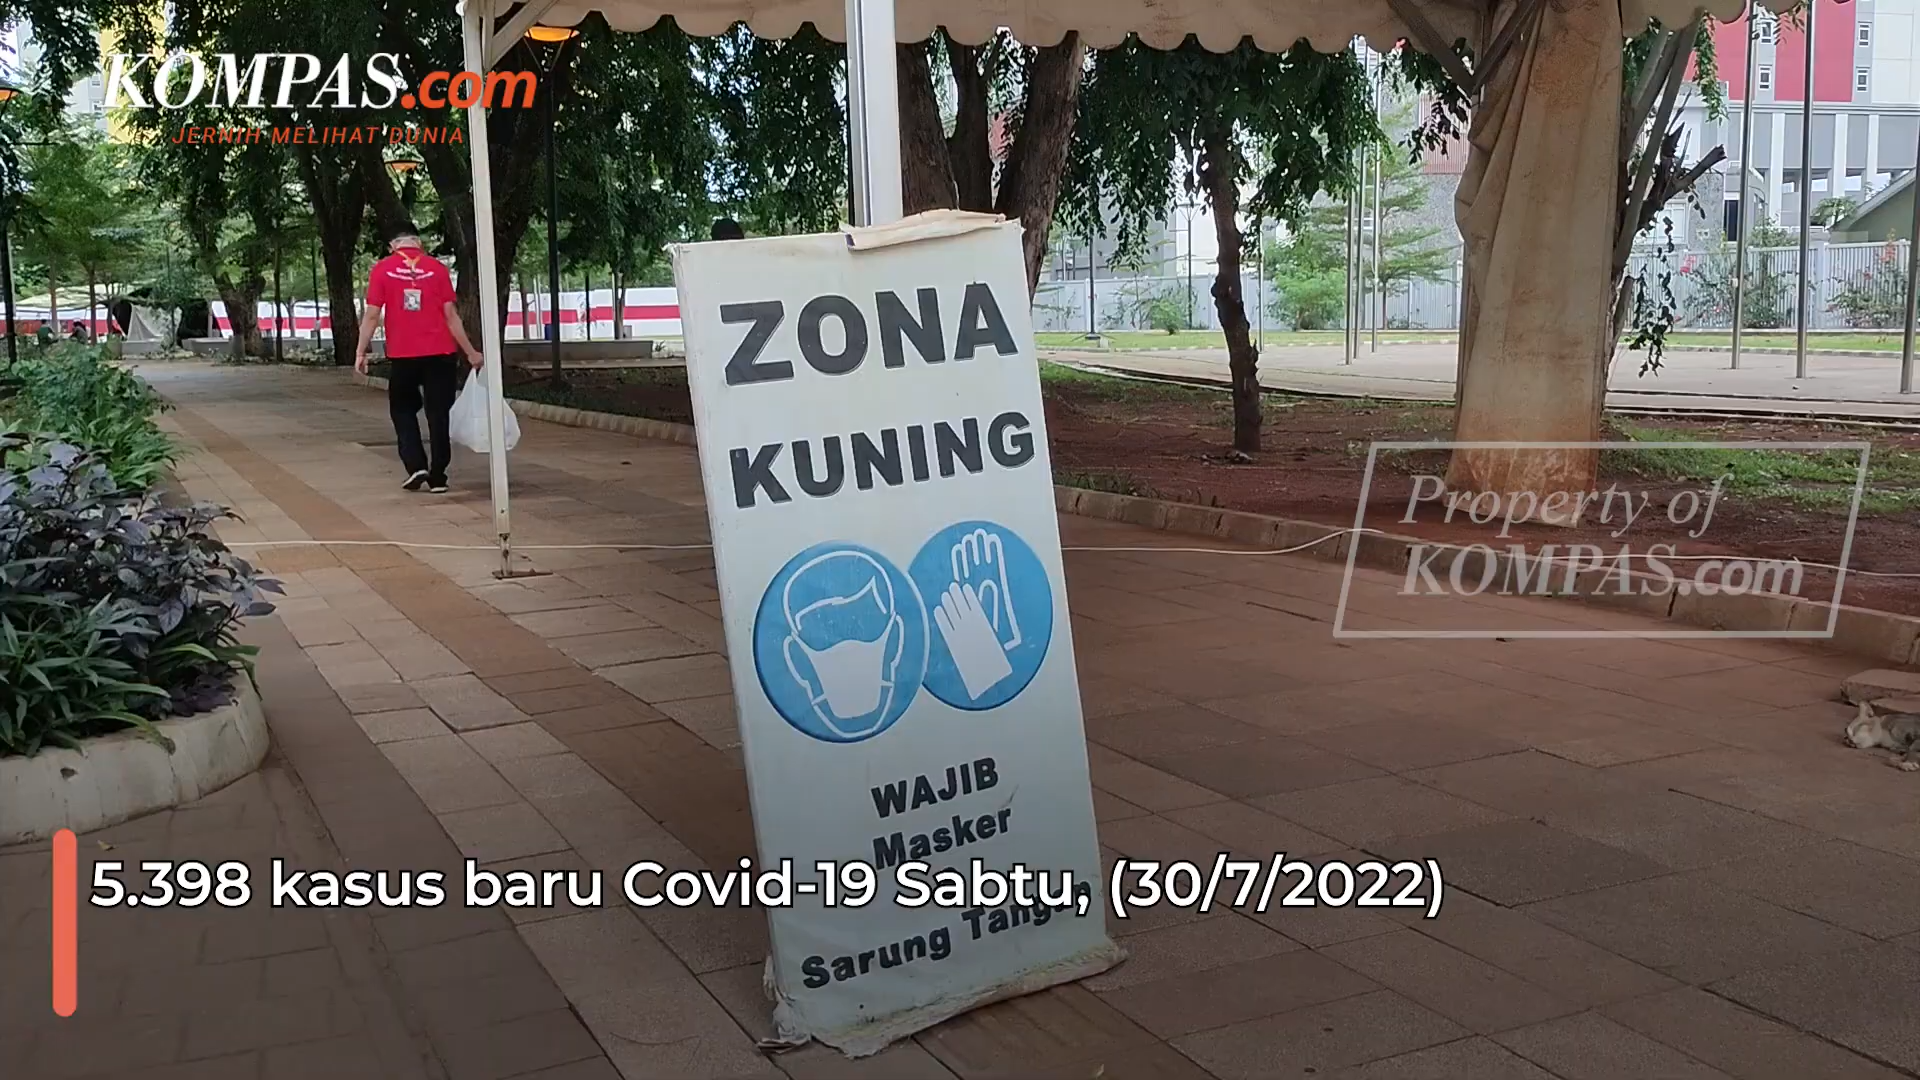 KOMPAS.com
JERNIH MELIHAT DUNIA
ZONA
KUNING
Property of
KOMPAS.com
WAJIB
Masker
5.398 kasus baru Covid-19 Sabtu, (30/7/2022)
Sarung Tangan